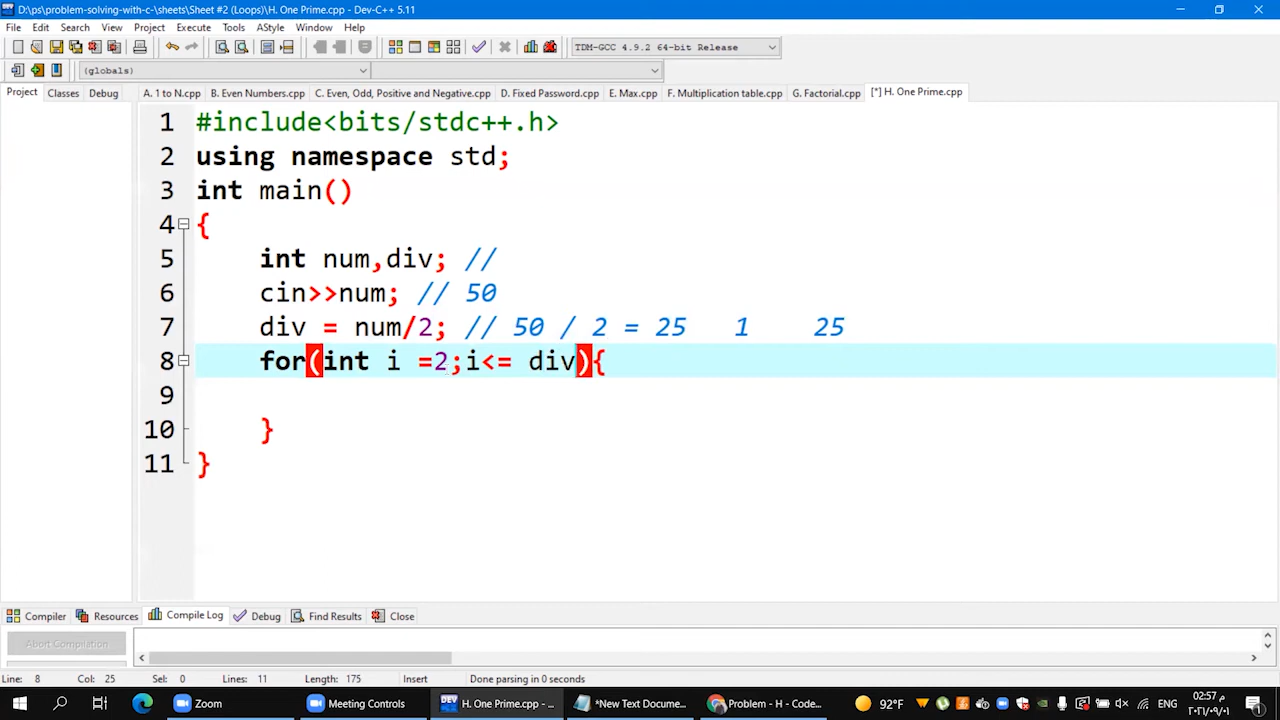 D:\ps\problem-solving-with-c-\sheets\Sheet #2 (Loops)\H. One Prime.cpp - Dev-C++ 5.11
File Edit Search View Project Execute Tools AStyle Window Help
TDM-GCC 4.9.2 64-bit Release
(globals)
Project Classes Debug A. 1 to N.cpp B. Even Numbers.cpp C. Even, Odd, Positive and Negative.cpp D. Fixed Password.cpp E. Max.cpp F. Multiplication table.cpp G. Factorial.cpp [*] H. One Prime.cpp
1 #include<bits/stdc++.h>
2 using namespace std;
3 int main()
4 {
5 int num,div; //
6 cin>>num; // 50
7 div = num/2; // 50 / 2 = 25 1 25
8 for(int i =2;i<= div){
9
10 }
11 }
Compiler Resources Compile Log Debug Find Results Close
Abort Compilation
Line: 8 Col: 25 Sel: 0 Lines: 11 Length: 175 Insert Done parsing in 0 seconds
Zoom Meeting Controls H. One Prime.cpp - ... *New Text Docume... Problem - H - Code... 92°F ENG 02:57 م
٢٠٢١/٠٩/٠١